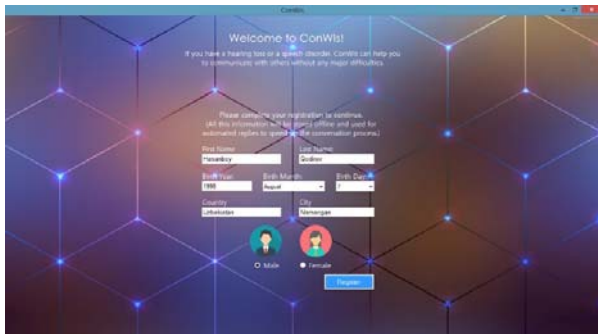 ConWis
Welcome to ConWis!
If you have a hearing loss or a speech disorder, ConWis can help you
to communicate with others without any major difficulties.
Please complete your registration to continue.
(All this information will be stored offline and used for
automated replies to speed up the conversation process.)
First Name Last Name
Hasanboy Qodirov
Birth Year Birth Month Birth Day
1998 August 7
Country City
Uzbekistan Namangan
Male Female
Register